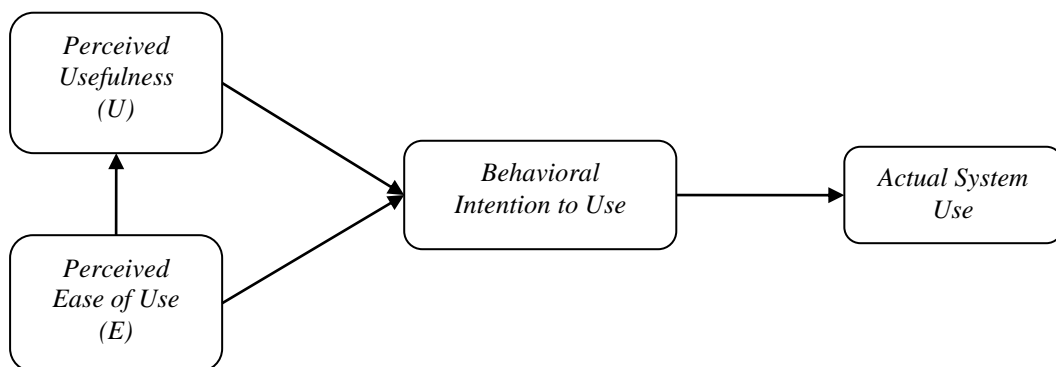 Perceived
Usefulness
(U)
Perceived
Ease of Use
(E)
Behavioral
Intention to Use
Actual System
Use